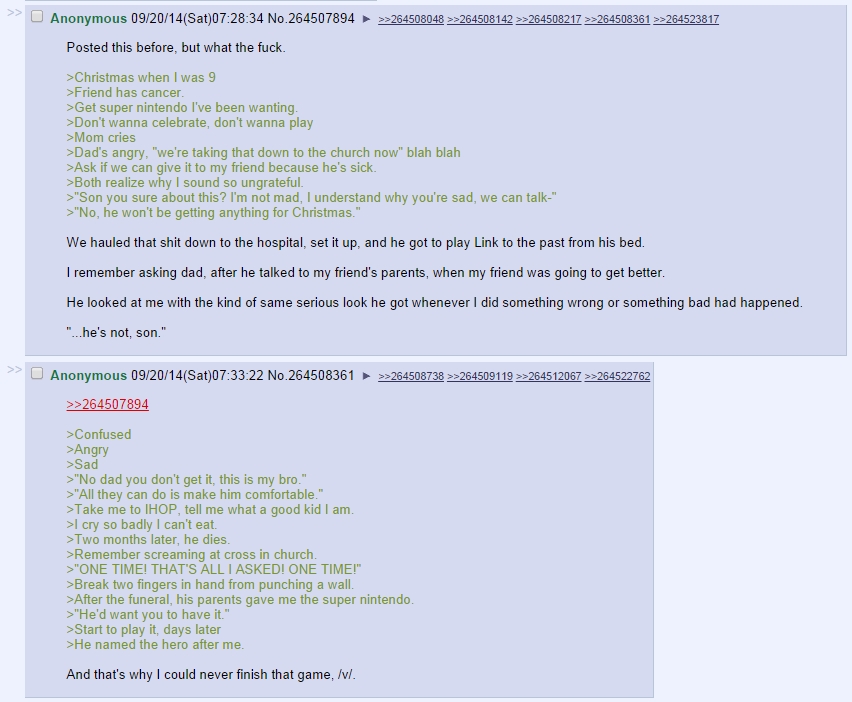 >> Anonymous 09/20/14(Sat)07:28:34 No.264507894 ► >>264508048 >>264508142 >>264508217 >>264508361 >>264523817
Posted this before, but what the fuck.
>Christmas when I was 9
>Friend has cancer.
>Get super nintendo I've been wanting.
>Don't wanna celebrate, don't wanna play
>Mom cries
>Dad's angry, "we're taking that down to the church now" blah blah
>Ask if we can give it to my friend because he's sick.
>Both realize why I sound so ungrateful.
>"Son you sure about this? I'm not mad, I understand why you're sad, we can talk-"
>"No, he won't be getting anything for Christmas."
We hauled that shit down to the hospital, set it up, and he got to play Link to the past from his bed.
I remember asking dad, after he talked to my friend's parents, when my friend was going to get better.
He looked at me with the kind of same serious look he got whenever I did something wrong or something bad had happened.
"...he's not, son."
>> Anonymous 09/20/14(Sat)07:33:22 No.264508361 ► >>264508738 >>264509119 >>264512067 >>264522762
>>264507894
>Confused
>Angry
>Sad
>"No dad you don't get it, this is my bro."
>"All they can do is make him comfortable."
>Take me to IHOP, tell me what a good kid I am.
>I cry so badly I can't eat.
>Two months later, he dies.
>Remember screaming at cross in church.
>"ONE TIME! THAT'S ALL I ASKED! ONE TIME!"
>Break two fingers in hand from punching a wall.
>After the funeral, his parents gave me the super nintendo.
>"He'd want you to have it."
>Start to play it, days later
>He named the hero after me.
And that's why I could never finish that game, /v/.